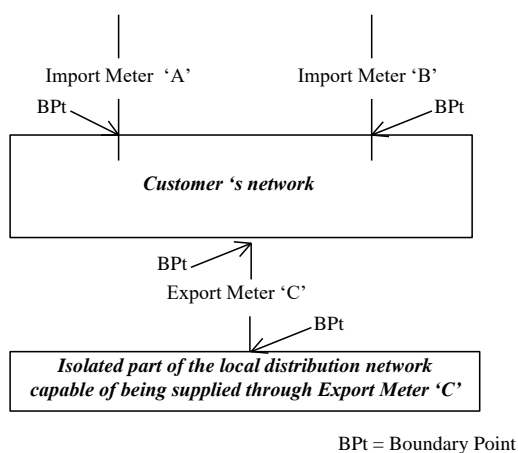 Import Meter ‘A’
Import Meter ‘B’
BPt
BPt
Customer ‘s network
BPt
Export Meter ‘C’
BPt
Isolated part of the local distribution network
capable of being supplied through Export Meter ‘C’
BPt = Boundary Point